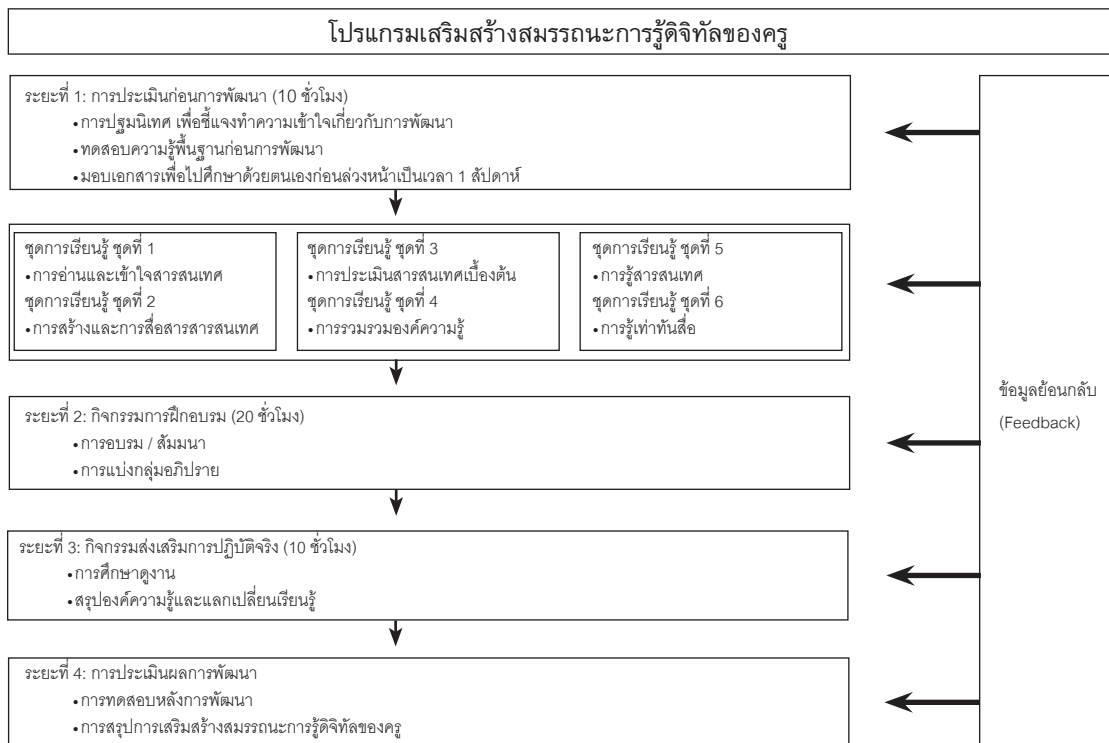 โปรแกรมเสริมสร้างสมรรถนะการรู้ดิจิทัลของครู
ระยะที่ 1: การประเมินก่อนการพัฒนา (10 ชั่วโมง)
•การปฐมนิเทศ เพื่อชี้แจงทำความเข้าใจเกี่ยวกับการพัฒนา
•ทดสอบความรู้พื้นฐานก่อนการพัฒนา
•มอบเอกสารเพื่อไปศึกษาด้วยตนเองก่อนล่วงหน้าเป็นเวลา 1 สัปดาห์
ชุดการเรียนรู้ ชุดที่ 1
•การอ่านและเข้าใจสารสนเทศ
ชุดการเรียนรู้ ชุดที่ 2
•การสร้างและการสื่อสารสารสนเทศ
ชุดการเรียนรู้ ชุดที่ 3
•การประเมินสารสนเทศเบื้องต้น
ชุดการเรียนรู้ ชุดที่ 4
•การรวมรวมองค์ความรู้
ชุดการเรียนรู้ ชุดที่ 5
•การรู้สารสนเทศ
ชุดการเรียนรู้ ชุดที่ 6
•การรู้เท่าทันสื่อ
ระยะที่ 2: กิจกรรมการฝึกอบรม (20 ชั่วโมง)
•การอบรม / สัมมนา
•การแบ่งกลุ่มอภิปราย
ระยะที่ 3: กิจกรรมส่งเสริมการปฏิบัติจริง (10 ชั่วโมง)
•การศึกษาดูงาน
•สรุปองค์ความรู้และแลกเปลี่ยนเรียนรู้
ระยะที่ 4: การประเมินผลการพัฒนา
•การทดสอบหลังการพัฒนา
•การสรุปการเสริมสร้างสมรรถนะการรู้ดิจิทัลของครู
ข้อมูลย้อนกลับ
(Feedback)